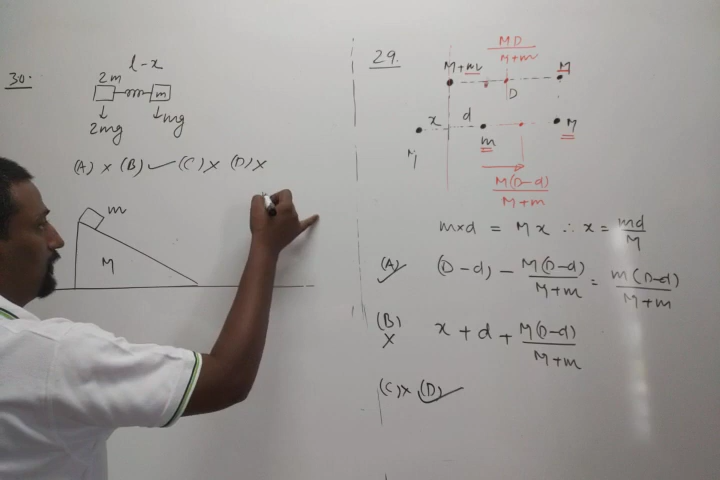 30.
l-x
2m
m
2mg
mg
(A) × (B) ✓ (C) × (D) ×
m
M
29.
MD
M+m
M+m
M
D
x
d
m
M
M(D-d)
M+m
m×d = Mx ∴ x = md/M
(A) ✓ (D-d) - M(D-d)/M+m = m(D-d)/M+m
(B) × x + d + M(D-d)/M+m
(C) × (D) ✓